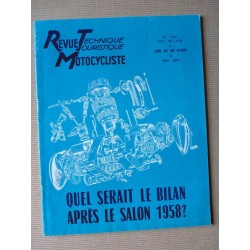 REVUE TECHNIQUE
TOURISTIQUE
MOTOCYCLISTE
QUEL SERAIT LE BILAN
APRÈS LE SALON 1958?